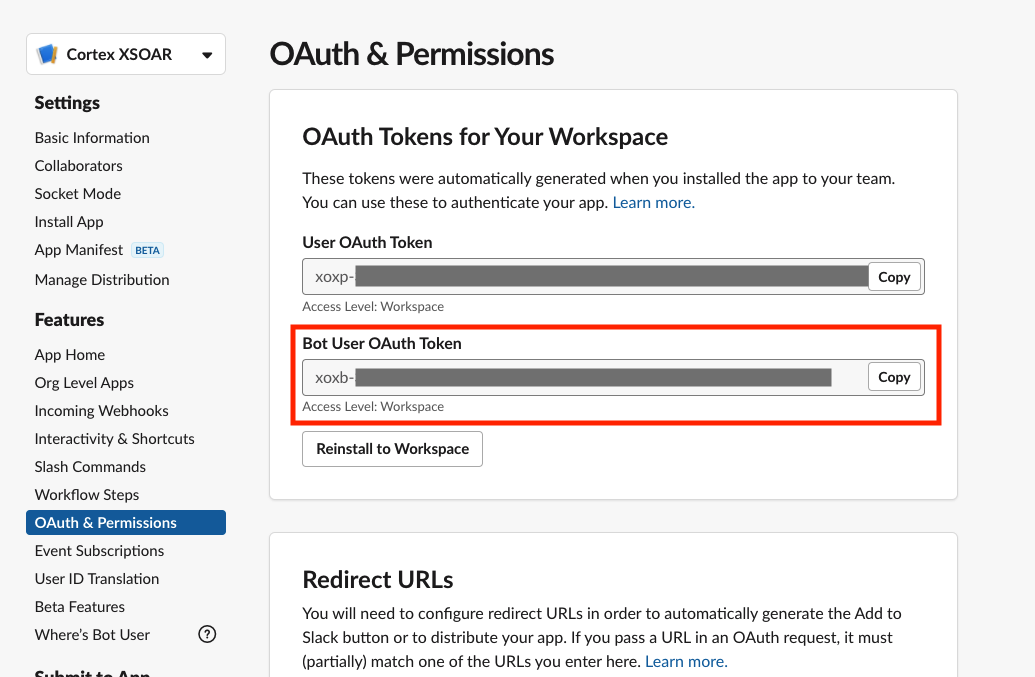 Cortex XSOAR
Settings
Basic Information
Collaborators
Socket Mode
Install App
App Manifest BETA
Manage Distribution
Features
App Home
Org Level Apps
Incoming Webhooks
Interactivity & Shortcuts
Slash Commands
Workflow Steps
OAuth & Permissions
Event Subscriptions
User ID Translation
Beta Features
Where's Bot User ?
Submit to App
OAuth & Permissions
OAuth Tokens for Your Workspace
These tokens were automatically generated when you installed the app to your team.
You can use these to authenticate your app. Learn more.
User OAuth Token
xoxp- Copy
Access Level: Workspace
Bot User OAuth Token
xoxb- Copy
Access Level: Workspace
Reinstall to Workspace
Redirect URLs
You will need to configure redirect URLs in order to automatically generate the Add to
Slack button or to distribute your app. If you pass a URL in an OAuth request, it must
(partially) match one of the URLs you enter here. Learn more.